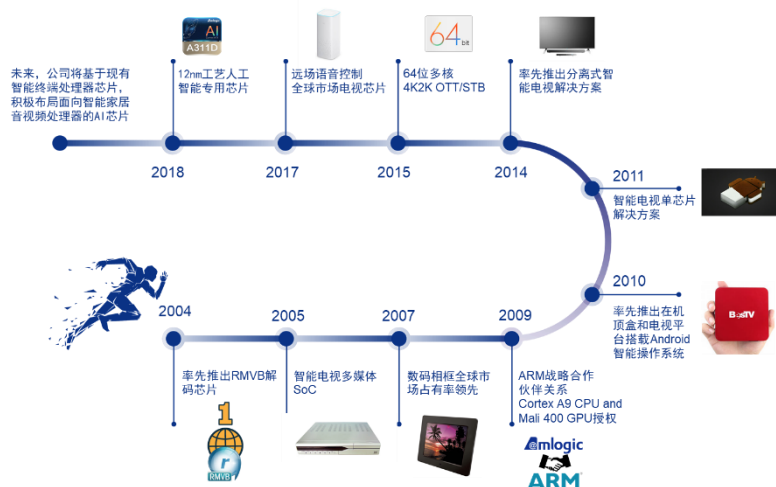 AI
A311D
64
bit
未来，公司将基于现有
智能终端处理器芯片，
积极布局面向智能家居
音视频处理器的AI芯片
12nm工艺人工
智能专用芯片
远场语音控制
全球市场电视芯片
64位多核
4K2K OTT/STB
率先推出分离式智
能电视解决方案
2018
2017
2015
2014
2011
智能电视单芯片
解决方案
2010
率先推出在机
顶盒和电视平
台搭载Android
智能操作系统
BesTV
2004
2005
2007
2009
率先推出RMVB解
码芯片
智能电视多媒体
SoC
数码相框全球市
场占有率领先
ARM战略合作
伙伴关系
Cortex A9 CPU and
Mali 400 GPU授权
1
r
RMVB
Amlogic
ARM